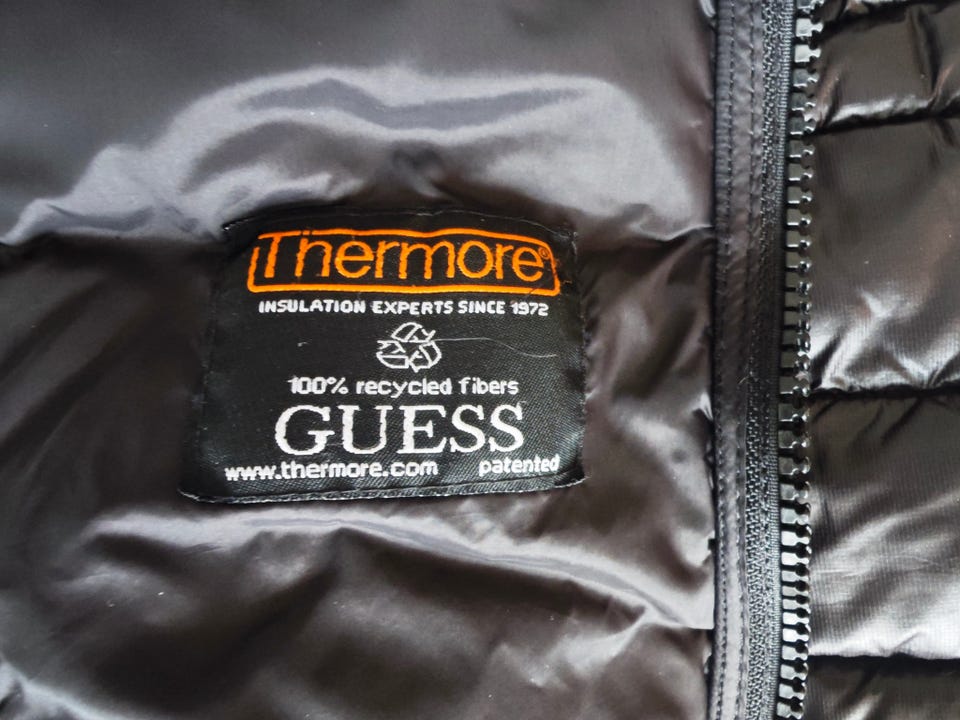 Thermore®
INSULATION EXPERTS SINCE 1972
100% recycled fibers
GUESS
www.thermore.com patented